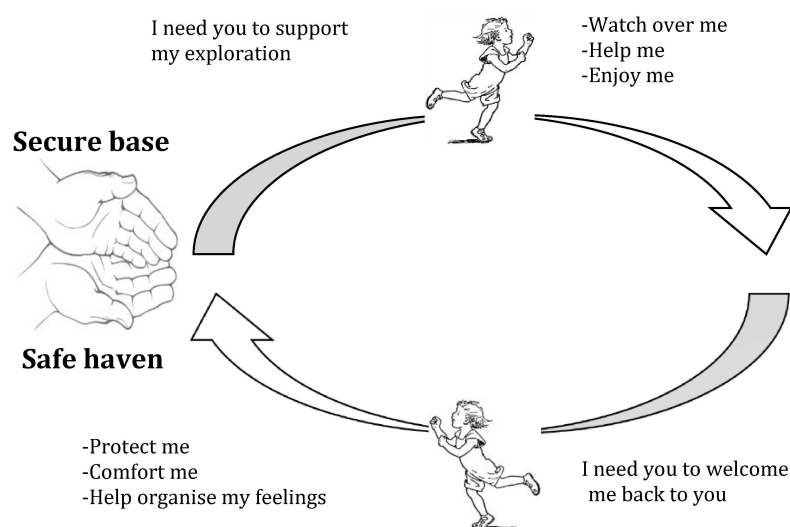 I need you to support
my exploration
-Watch over me
-Help me
-Enjoy me
Secure base
Safe haven
-Protect me
-Comfort me
-Help organise my feelings
I need you to welcome
me back to you